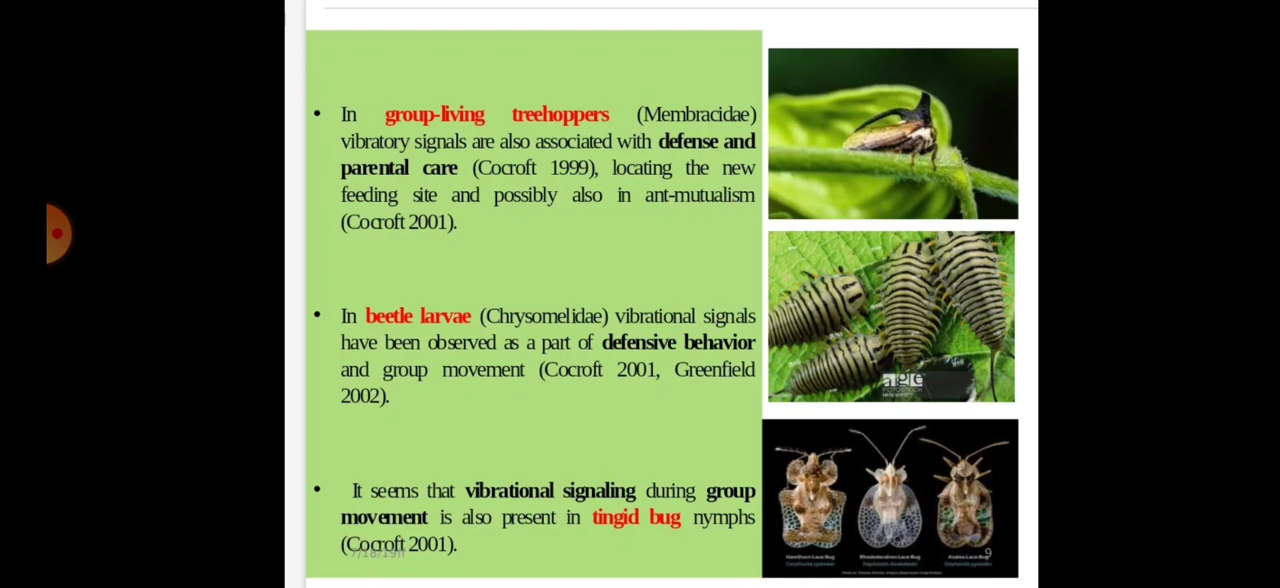 • In group-living treehoppers (Membracidae)
vibratory signals are also associated with defense and
parental care (Cocroft 1999), locating the new
feeding site and possibly also in ant-mutualism
(Cocroft 2001).
• In beetle larvae (Chrysomelidae) vibrational signals
have been observed as a part of defensive behavior
and group movement (Cocroft 2001, Greenfield
2002).
• It seems that vibrational signaling during group
movement is also present in tingid bug nymphs
(Cocroft 2001).
age
Hawthorn Lace Bug
Rhododendron Lace Bug
Azalea Lace Bug
9